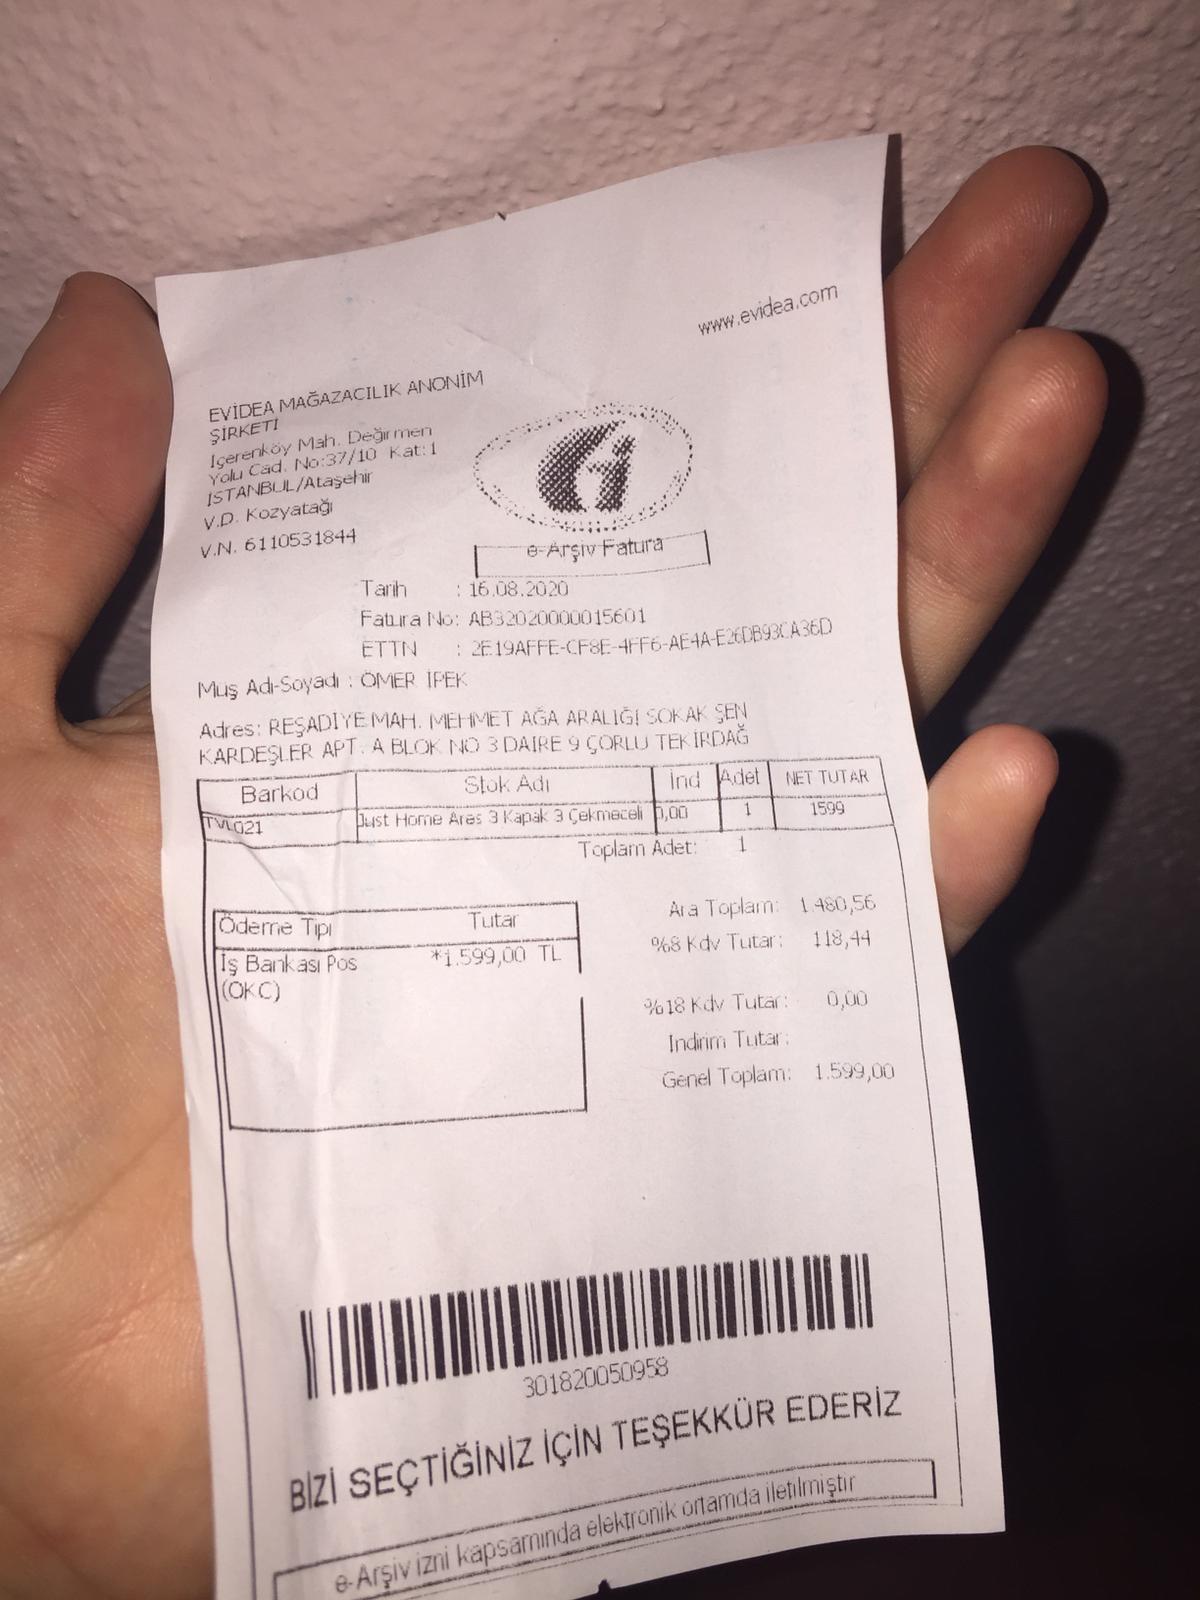 www.evidea.com
EVİDEA MAĞAZACILIK ANONİM
ŞİRKETİ
İçerenköy Mah. Değirmen
Yolu Cad. No:37/10 Kat:1
İSTANBUL/Ataşehir
V.D. Kozyatağı
V.N. 6110531844
e-Arşiv Fatura
Tarih : 16.08.2020
Fatura No: AB32020000015601
ETTN : 2E19AFFE-CF8E-4FF6-AE4A-E26DB93CA36D
Müş Adı-Soyadı : ÖMER İPEK
Adres: REŞADİYE MAH. MEHMET AĞA ARALIĞI SOKAK ŞEN
KARDEŞLER APT. A BLOK NO 3 DAİRE 9 ÇORLU TEKİRDAĞ
Barkod Stok Adı İnd Adet NET TUTAR
TVL021 Just Home Ares 3 Kapak 3 Çekmeceli 0,00 1 1599
Toplam Adet: 1
Ara Toplam: 1.480,56
%8 Kdv Tutar: 118,44
%18 Kdv Tutar: 0,00
Indirim Tutar:
Genel Toplam: 1.599,00
Ödeme Tipi Tutar
İş Bankası Pos *1.599,00 TL
(OKC)
301820050958
BİZİ SEÇTİĞİNİZ İÇİN TEŞEKKÜR EDERİZ
e-Arşiv izni kapsamında elektronik ortamda iletilmiştir